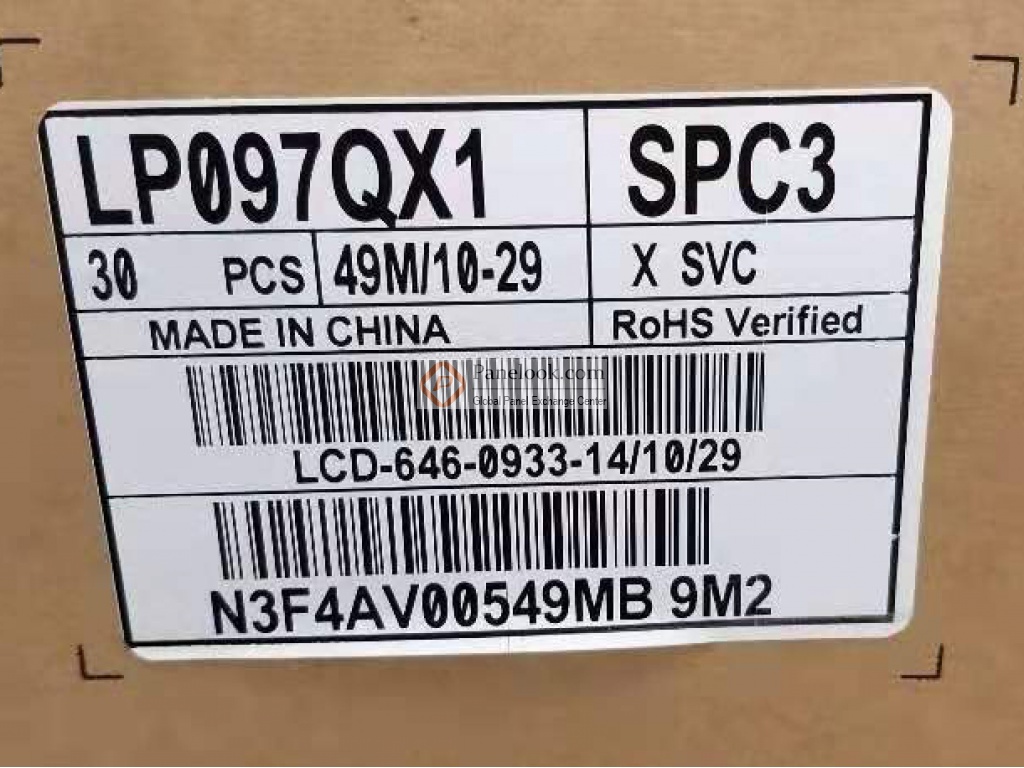 LP097QX1 SPC3
30 PCS 49M/10-29 X SVC
MADE IN CHINA RoHS Verified
Panelook.com
Global Panel Exchange Center
LCD-646-0933-14/10/29
N3F4AV00549MB 9M2